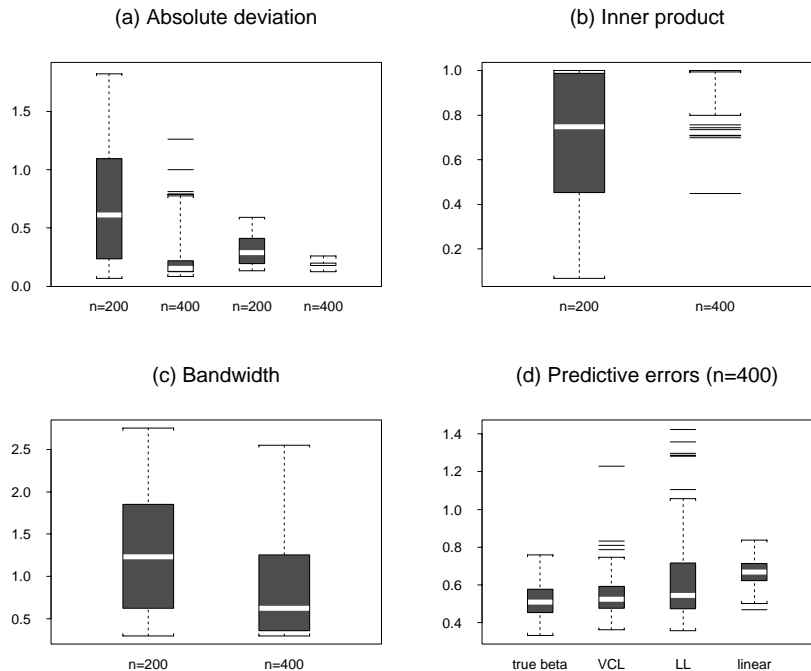 (a) Absolute deviation
1.5
1.0
0.5
0.0
n=200 n=400 n=200 n=400
(b) Inner product
1.0
0.8
0.6
0.4
0.2
n=200 n=400
(c) Bandwidth
2.5
2.0
1.5
1.0
0.5
n=200 n=400
(d) Predictive errors (n=400)
1.4
1.2
1.0
0.8
0.6
0.4
true beta VCL LL linear